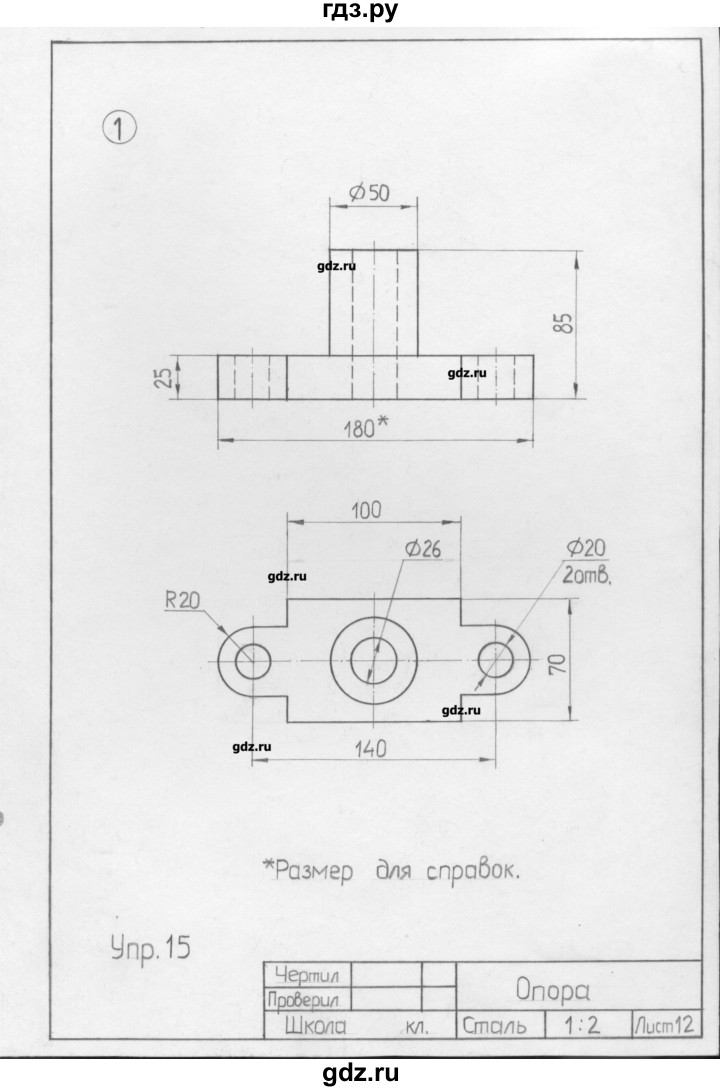 гдз.ру
1
Ø50
gdz.ru
85
25
gdz.ru
180*
100
Ø26
Ø20
2отв.
gdz.ru
R20
70
gdz.ru
gdz.ru
140
*Размер для справок.
Упр.15
Чертил
Проверил
Опора
Школа кл.
Сталь
1:2
Лист12
gdz.ru